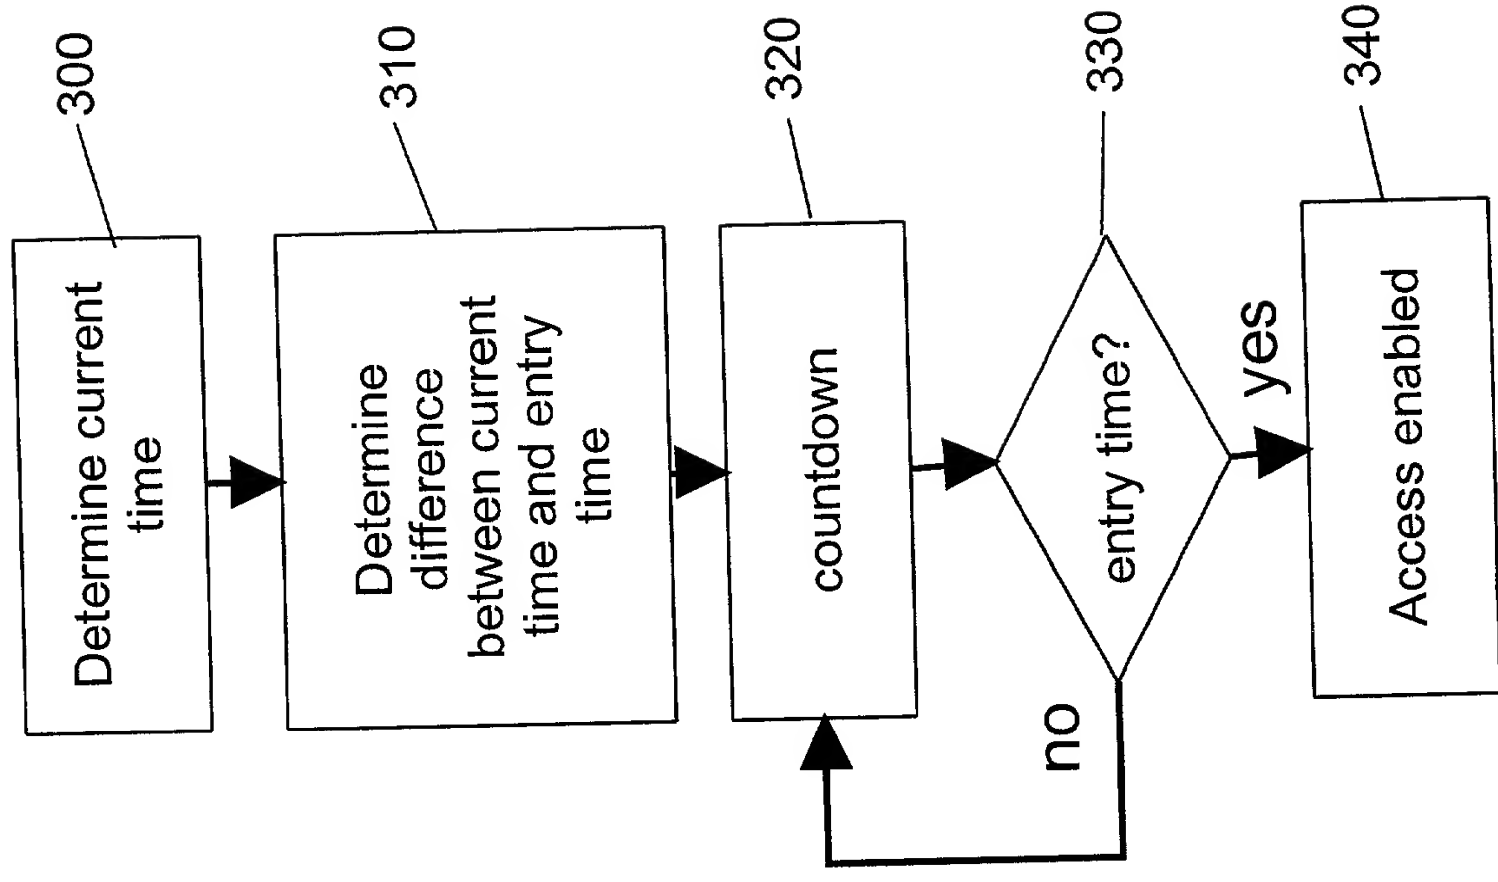 300
Determine current
time
310
Determine
difference
between current
time and entry
time
320
countdown
330
entry time?
no
yes
340
Access enabled